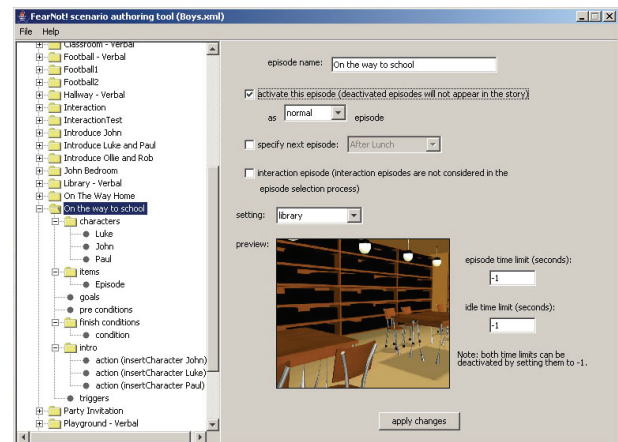 FearNot! scenario authoring tool (Boys.xml)
File Help
Classroom - Verbal
Football - Verbal
Football1
Football2
Hallway - Verbal
Interaction
InteractionTest
Introduce John
Introduce Luke and Paul
Introduce Ollie and Rob
John Bedroom
Library - Verbal
On The Way Home
On the way to school
characters
Luke
John
Paul
items
Episode
goals
pre conditions
finish conditions
condition
intro
action (insertCharacter John)
action (insertCharacter Luke)
action (insertCharacter Paul)
triggers
Party Invitation
Playground - Verbal
episode name: On the way to school
activate this episode (deactivated episodes will not appear in the story)
as normal episode
specify next episode: After Lunch
interaction episode (interaction episodes are not considered in the
episode selection process)
setting: library
preview:
episode time limit (seconds):
-1
idle time limit (seconds):
-1
Note: both time limits can be
deactivated by setting them to -1.
apply changes